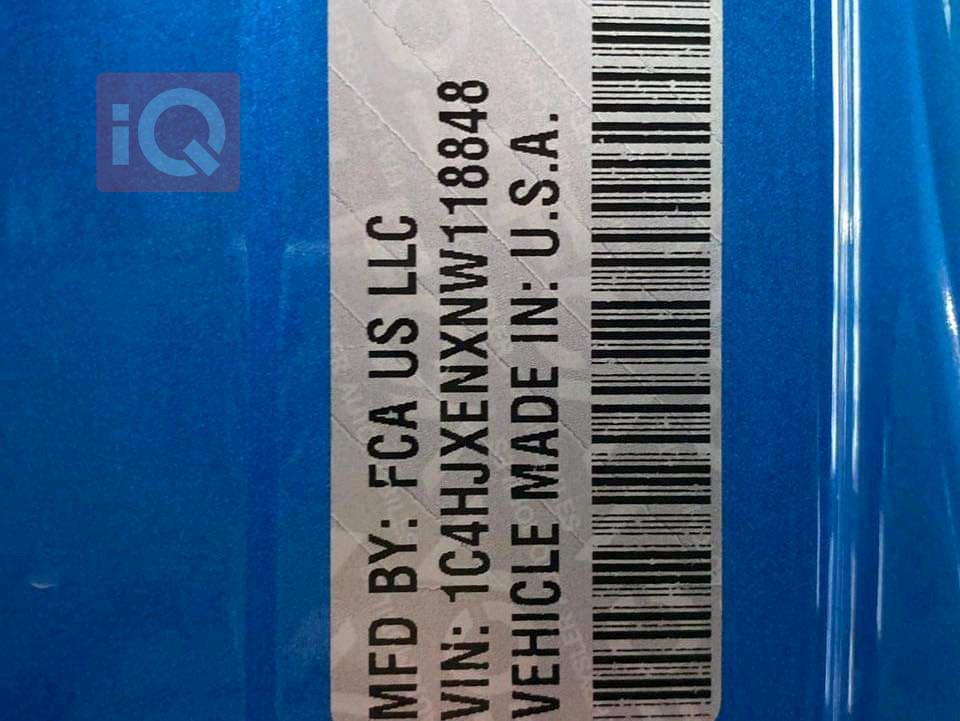 iQ
MFD BY: FCA US LLC
VIN: 1C4HJXENXNW118848
VEHICLE MADE IN: U.S.A.